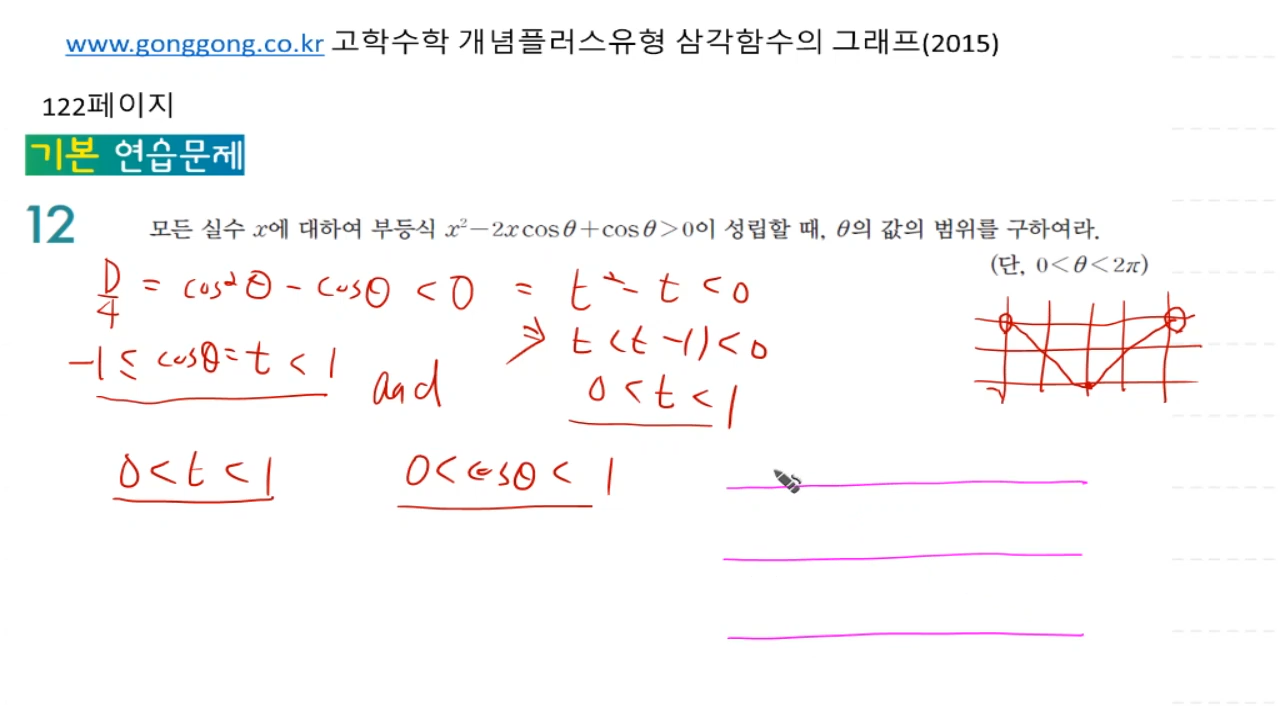 www.gonggong.co.kr 고학수학 개념플러스유형 삼각함수의 그래프(2015)
122페이지
기본 연습문제
12 모든 실수 x에 대하여 부등식 x²-2xcosθ+cosθ>0이 성립할 때, θ의 값의 범위를 구하여라.
(단, 0<θ<2π)
D/4 = cos²θ - cosθ < 0 = t² - t < 0
⇒ t(t-1)<0
-1 ≤ cosθ = t < 1 and 0 < t < 1
0 < t < 1 0 < cosθ < 1